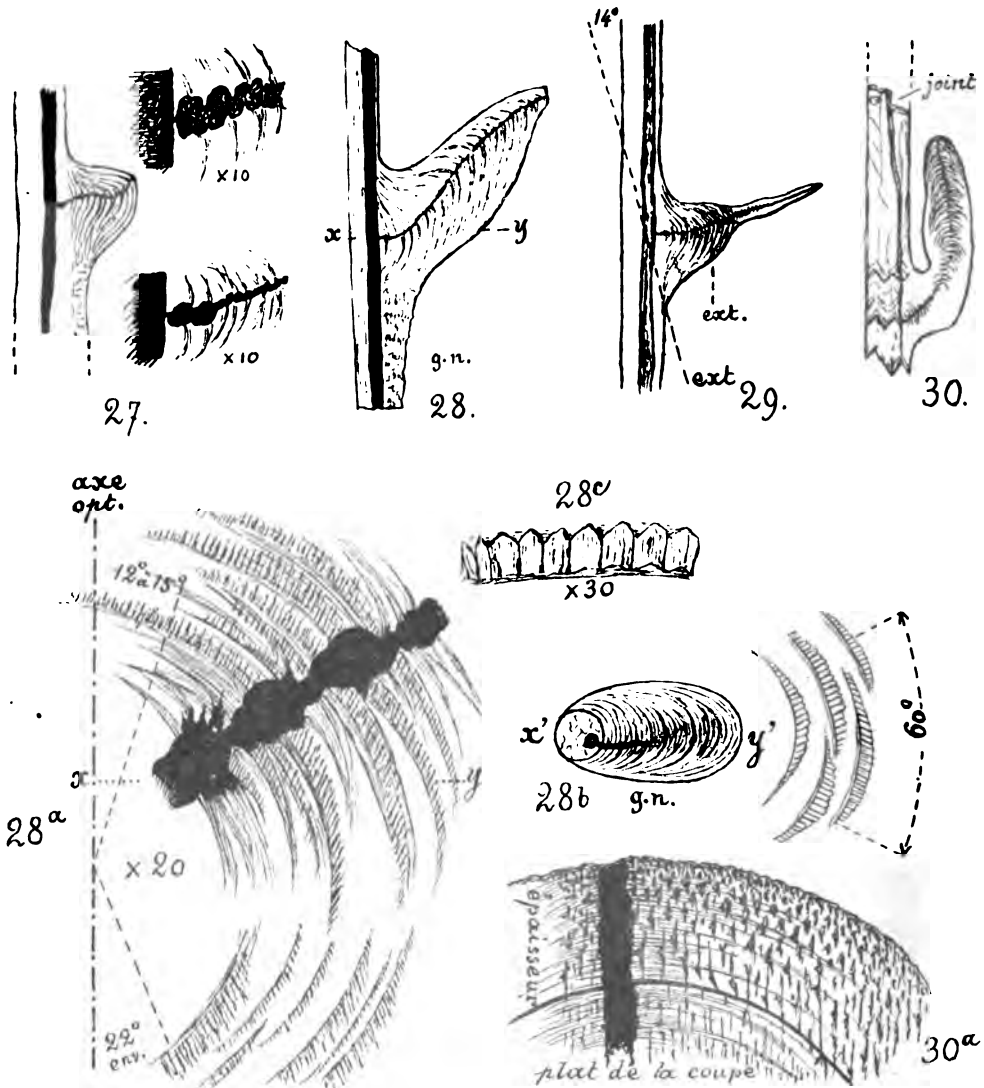 14°
joint
x 10
x 10
x
y
g.n.
ext.
ext
27.
28.
29.
30.
axe
opt.
28c
x 30
12° à 15°
60°
x
y
x'
y'
28b
g.n.
28a
x 20
22°
env.
épaisseur
plat de la coupe
30a